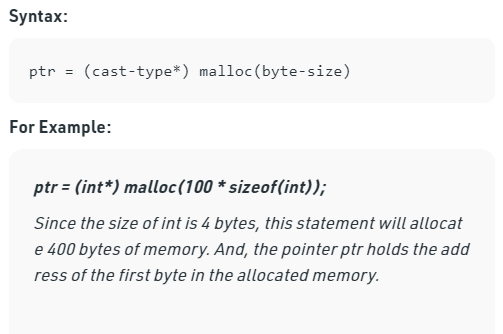 Syntax:
ptr = (cast-type*) malloc(byte-size)
For Example:
ptr = (int*) malloc(100 * sizeof(int));
Since the size of int is 4 bytes, this statement will allocat
e 400 bytes of memory. And, the pointer ptr holds the add
ress of the first byte in the allocated memory.